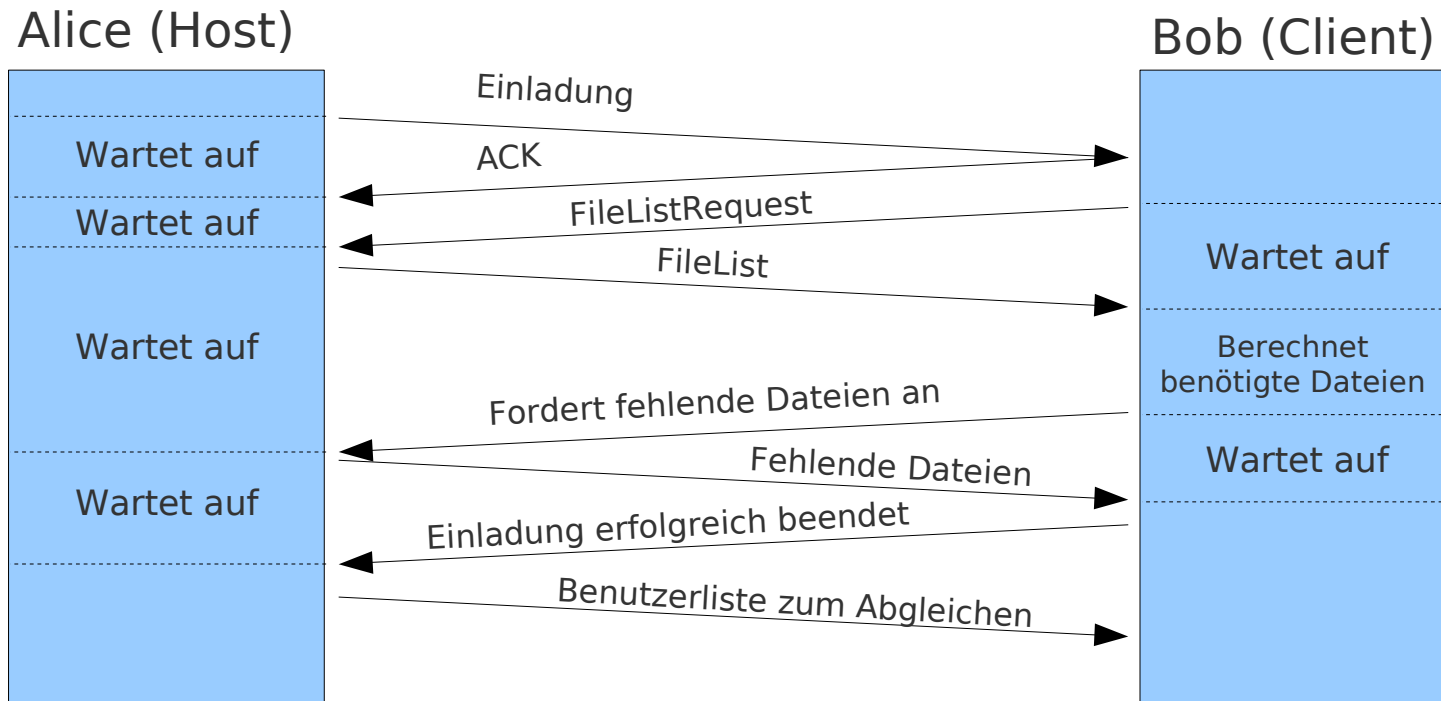 Alice (Host)
Bob (Client)
Einladung
Wartet auf
ACK
FileListRequest
Wartet auf
FileList
Wartet auf
Wartet auf
Berechnet
benötigte Dateien
Fordert fehlende Dateien an
Fehlende Dateien
Wartet auf
Wartet auf
Einladung erfolgreich beendet
Benutzerliste zum Abgleichen